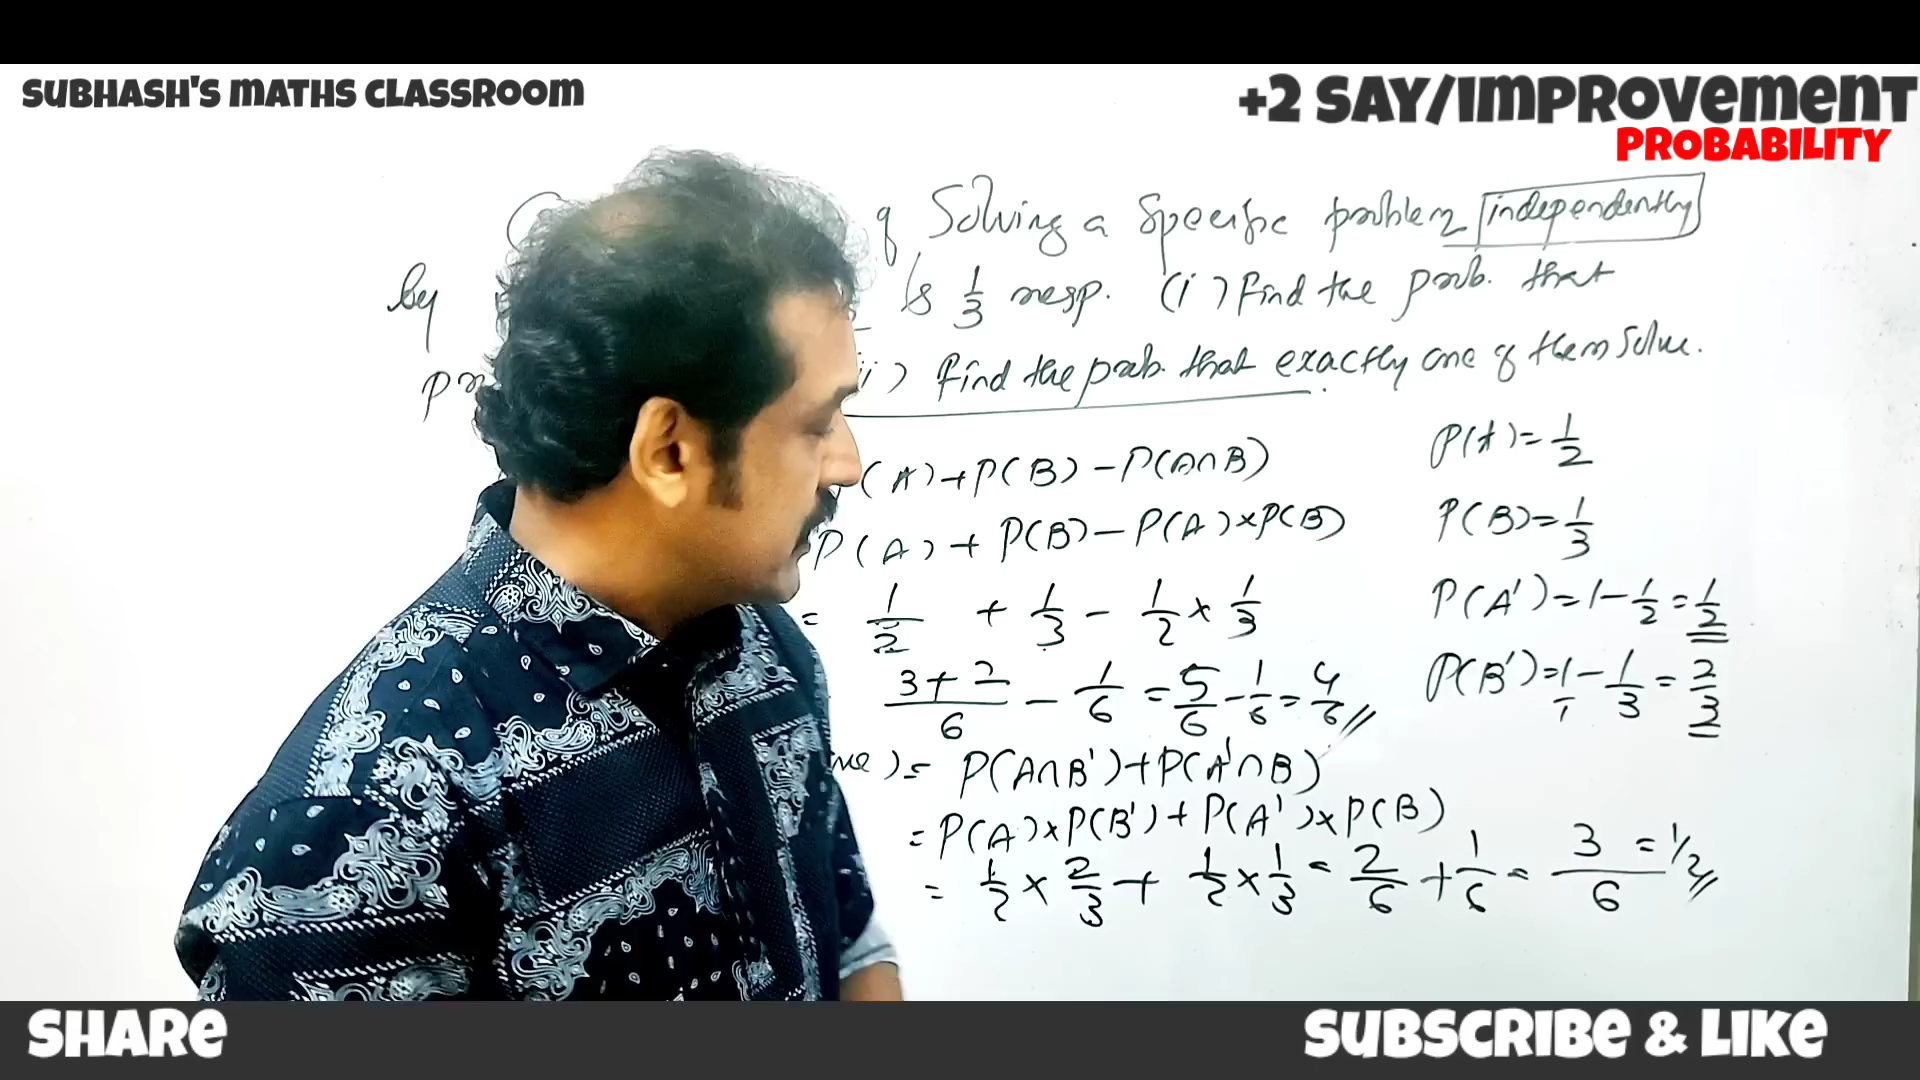 SUBHASH'S MATHS CLASSROOM
+2 SAY/IMPROVEMENT
PROBABILITY
Solving a specific problem independently
by is 1/3 resp. (i) Find the prob. that
ii) Find the prob. that exactly one of them solve.
P(A)=1/2
P(B)=1/3
P(A')=1-1/2=1/2
P(B')=1/1-1/3=2/3
(A)+P(B)-P(A∩B)
P(A)+P(B)-P(A)×P(B)
= 1/2 + 1/3 - 1/2 × 1/3
3+2/6 - 1/6 = 5/6 - 1/6 = 4/6
)= P(A∩B')+P(A'∩B)
= P(A)×P(B')+P(A')×P(B)
= 1/2 × 2/3 + 1/2 × 1/3 = 2/6 + 1/6 = 3/6 = 1/2
SHARE
SUBSCRIBE & LIKE